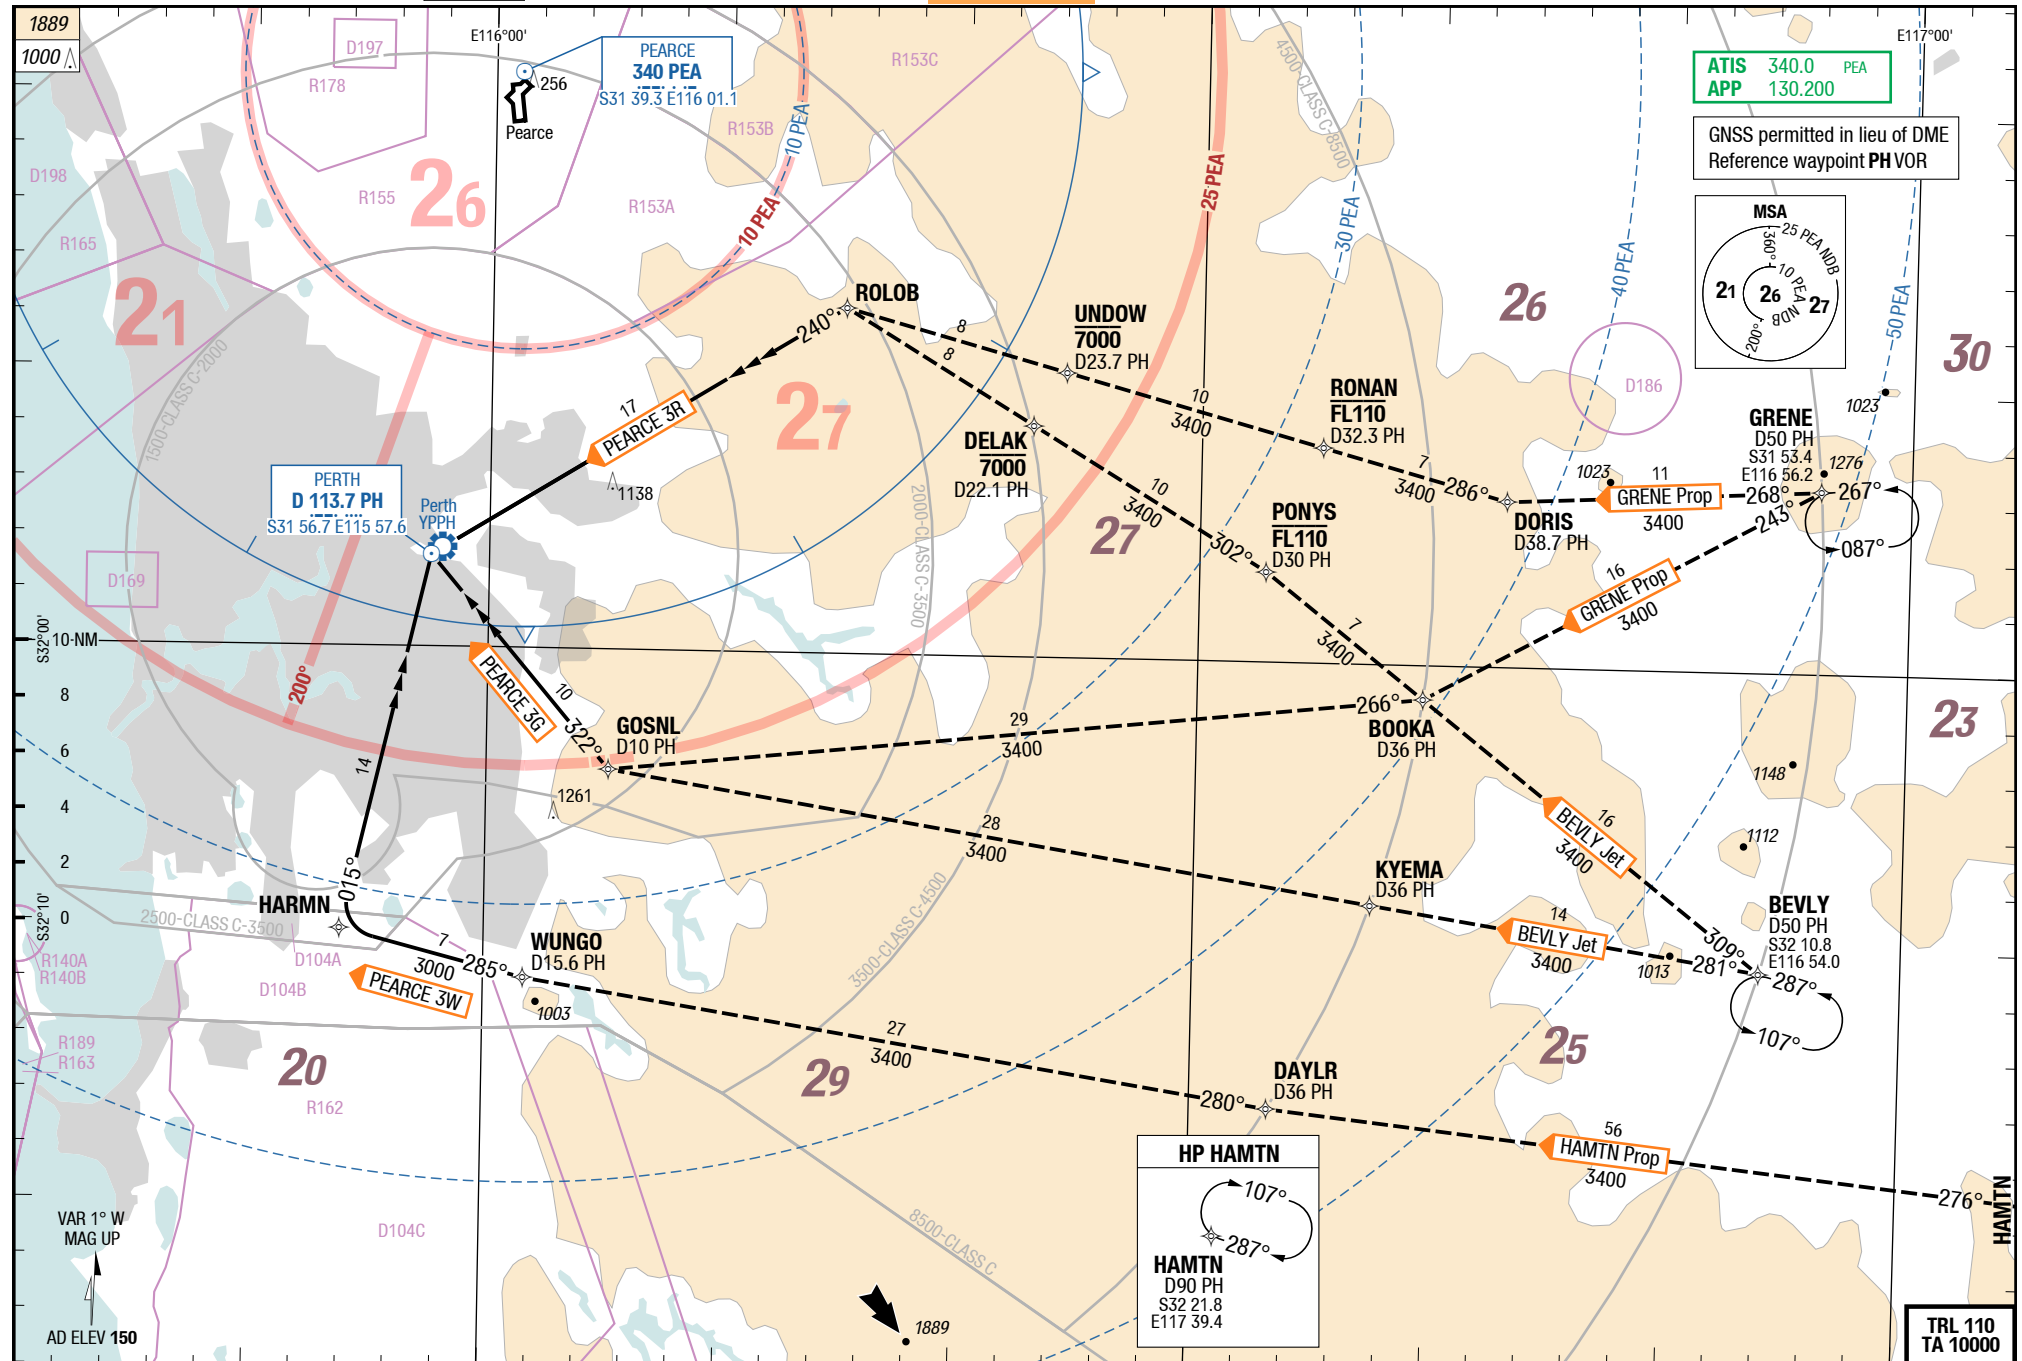 1889
1000
E116°00'
E117°00'
D197
R178
256
Pearce
PEARCE
340 PEA
S31 39.3 E116 01.1
R153C
R153B
10 PEA
4500-CLASS C-8500
25 PEA
30 PEA
40 PEA
50 PEA
ATIS 340.0 PEA
APP 130.200
GNSS permitted in lieu of DME
Reference waypoint PH VOR
MSA
25 PEA NDB
360°
10 PEA NDB
200°
21
26
27
D198
R155
R165
26
R153A
10 PEA
21
1500-CLASS C-2000
ROLOB
240°
8
8
UNDOW
7000
D23.7 PH
26
30
D186
1023
17
PEARCE 3R
27
10
3400
RONAN
FL110
D32.3 PH
GRENE
D50 PH
S31 53.4
E116 56.2
1276
DELAK
7000
D22.1 PH
7
3400
286°
1023
11
GRENE Prop
3400
268°
267°
087°
243°
DORIS
D38.7 PH
PERTH
D 113.7 PH
S31 56.7 E115 57.6
Perth
YPPH
1138
2000-CLASS C-3500
27
10
3400
PONYS
FL110
D30 PH
302°
16
GRENE Prop
3400
D169
S32°00'
10-NM
8
6
4
2
0
S32°10'
200°
PEARCE 3G
10
322°
GOSNL
D10 PH
29
3400
7
3400
266°
BOOKA
D36 PH
23
14
1261
28
3400
16
BEVLY Jet
3400
1148
1112
KYEMA
D36 PH
015°
HARMN
2500-CLASS C-3500
7
3000
285°
PEARCE 3W
WUNGO
D15.6 PH
1003
3500-CLASS C-4500
14
BEVLY Jet
3400
1013
281°
309°
BEVLY
D50 PH
S32 10.8
E116 54.0
287°
107°
R140A
R140B
D104A
D104B
R189
R163
20
R162
29
27
3400
25
DAYLR
D36 PH
280°
56
HAMTN Prop
3400
276°
HAMTN
HP HAMTN
107°
287°
HAMTN
D90 PH
S32 21.8
E117 39.4
D104C
8500-CLASS C
1889
VAR 1° W
MAG UP
AD ELEV 150
TRL 110
TA 10000